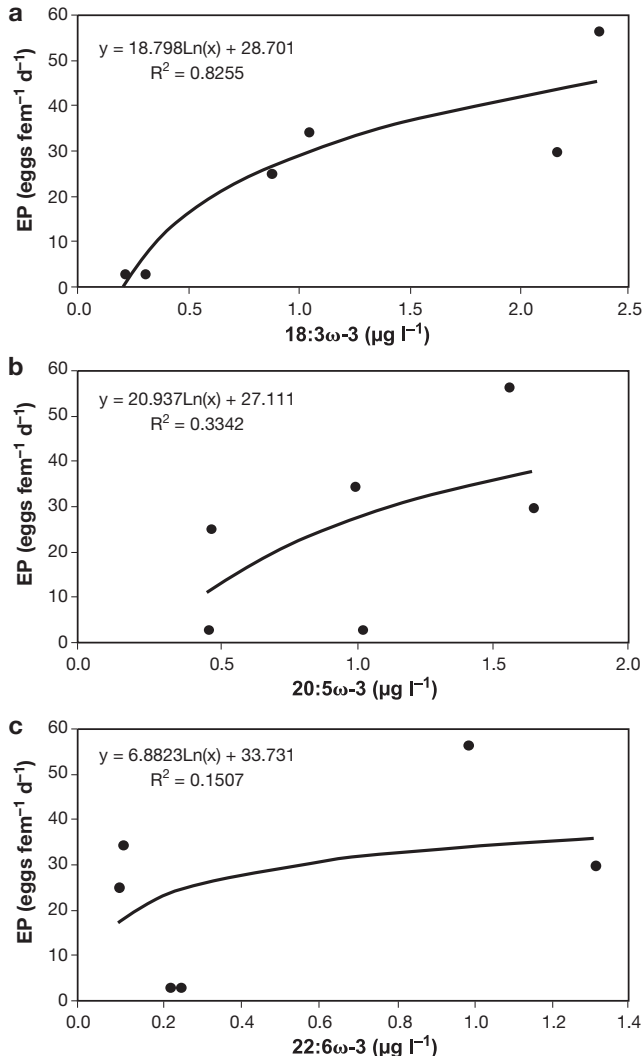 a
60
y = 18.798Ln(x) + 28.701
R² = 0.8255
50
40
30
20
10
0
EP (eggs fem⁻¹ d⁻¹)
0.0 0.5 1.0 1.5 2.0 2.5
18:3ω-3 (µg l⁻¹)
b
60
y = 20.937Ln(x) + 27.111
R² = 0.3342
50
40
30
20
10
0
EP (eggs fem⁻¹ d⁻¹)
0.0 0.5 1.0 1.5 2.0
20:5ω-3 (µg l⁻¹)
c
60
y = 6.8823Ln(x) + 33.731
R² = 0.1507
50
40
30
20
10
0
EP (eggs fem⁻¹ d⁻¹)
0.0 0.2 0.4 0.6 0.8 1.0 1.2 1.4
22:6ω-3 (µg l⁻¹)